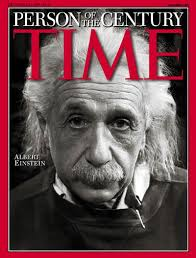 PERSON OF THE CENTURY
TIME
ALBERT
EINSTEIN